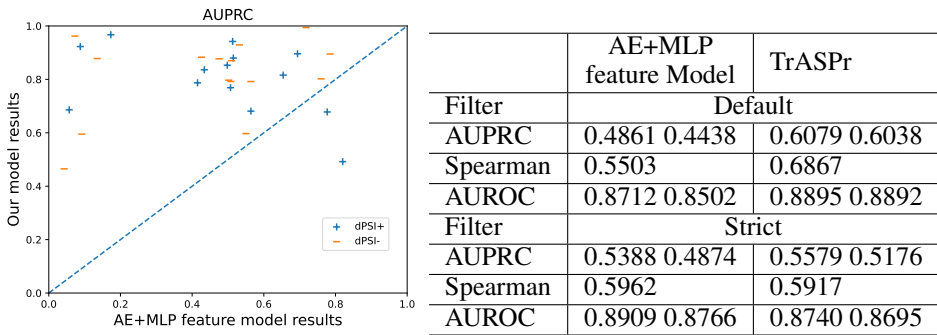 AUPRC
1.0
0.8
0.6
0.4
0.2
0.0
Our model results
dPSI+
dPSI-
0.0 0.2 0.4 0.6 0.8 1.0
AE+MLP feature model results
AE+MLP
feature Model
TrASPr
Filter Default
AUPRC 0.4861 0.4438 0.6079 0.6038
Spearman 0.5503 0.6867
AUROC 0.8712 0.8502 0.8895 0.8892
Filter Strict
AUPRC 0.5388 0.4874 0.5579 0.5176
Spearman 0.5962 0.5917
AUROC 0.8909 0.8766 0.8740 0.8695